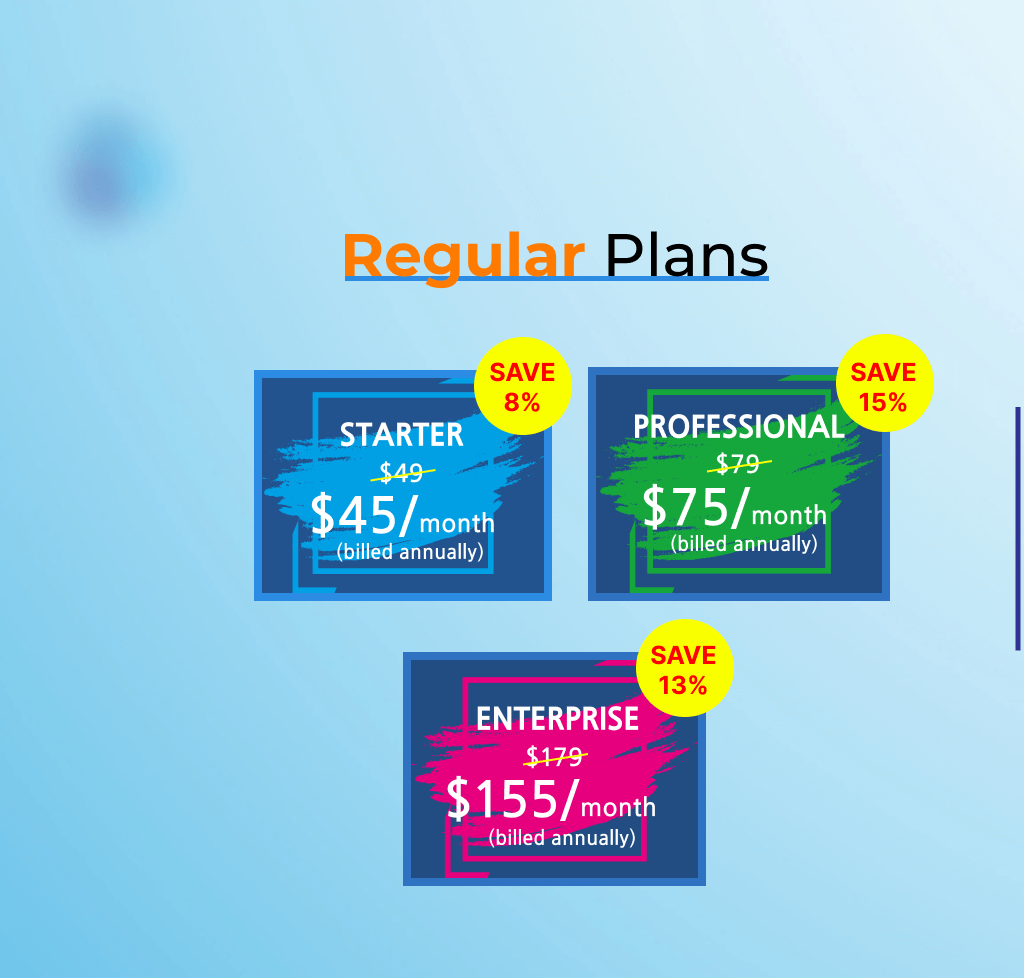 Regular Plans
SAVE
8%
STARTER
$49
$45/month
(billed annually)
SAVE
15%
PROFESSIONAL
$79
$75/month
(billed annually)
SAVE
13%
ENTERPRISE
$179
$155/month
(billed annually)